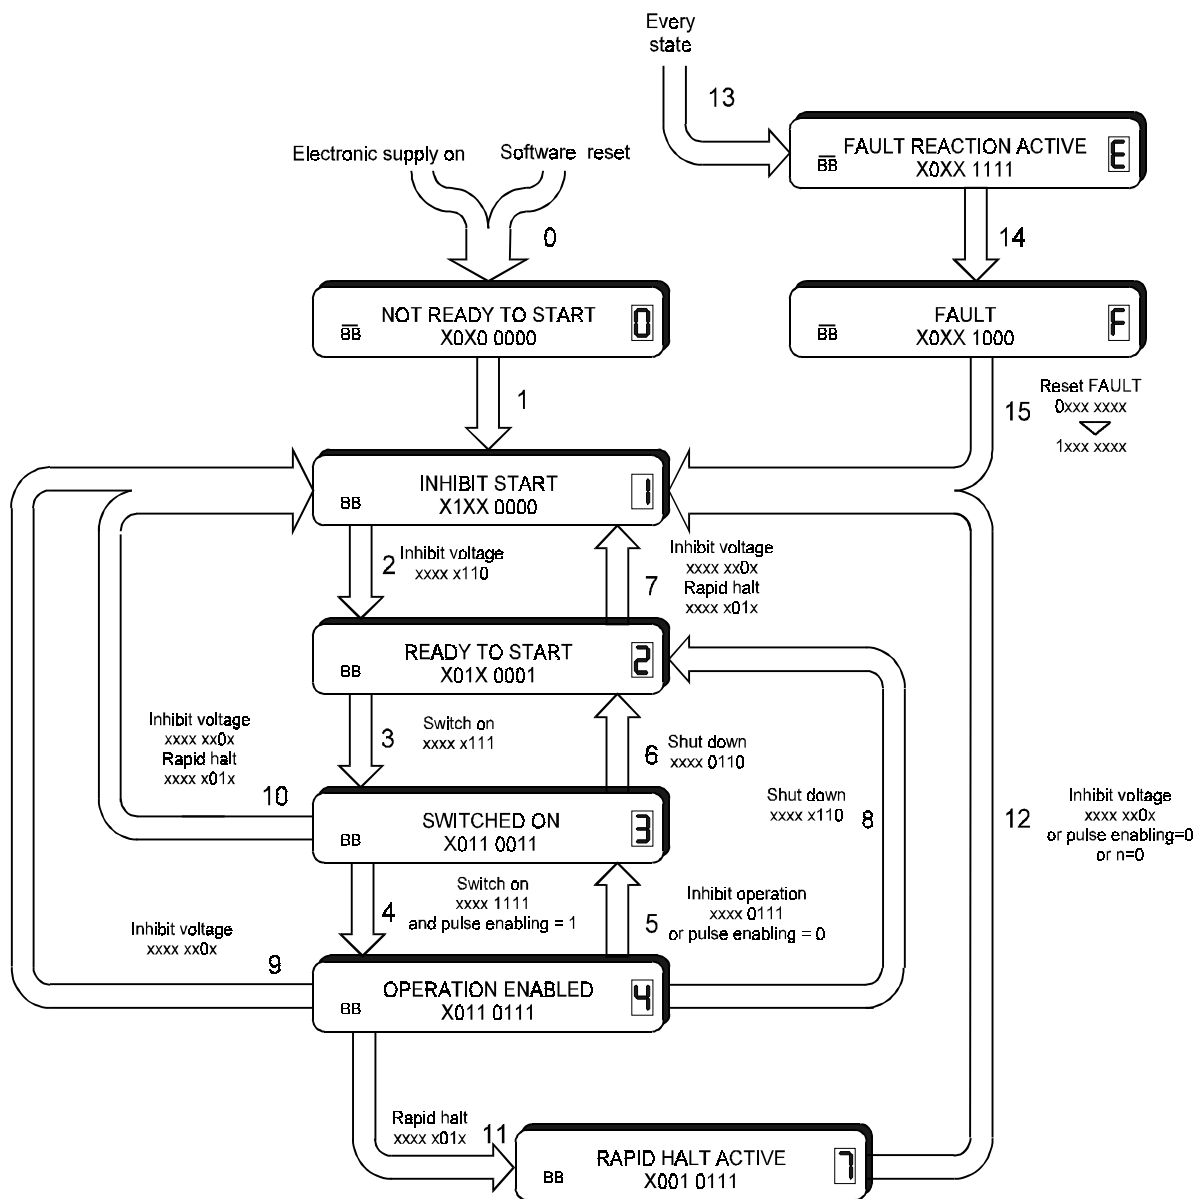 Every
state
13
FAULT REACTION ACTIVE
X0XX 1111
BB
E
Electronic supply on
Software reset
0
14
NOT READY TO START
X0X0 0000
BB
0
FAULT
X0XX 1000
BB
F
1
15
Reset FAULT
0xxx xxxx
1xxx xxxx
INHIBIT START
X1XX 0000
BB
1
2
Inhibit voltage
xxxx x110
7
Inhibit voltage
xxxx xx0x
Rapid halt
xxxx x01x
READY TO START
X01X 0001
BB
2
Inhibit voltage
xxxx xx0x
Rapid halt
xxxx x01x
10
3
Switch on
xxxx x111
6
Shut down
xxxx 0110
Shut down
xxxx x110
8
12
Inhibit voltage
xxxx xx0x
or pulse enabling=0
or n=0
SWITCHED ON
X011 0011
BB
3
4
Switch on
xxxx 1111
and pulse enabling = 1
5
Inhibit operation
xxxx 0111
or pulse enabling = 0
Inhibit voltage
xxxx xx0x
9
OPERATION ENABLED
X011 0111
BB
4
Rapid halt
xxxx x01x
11
RAPID HALT ACTIVE
X001 0111
BB
7